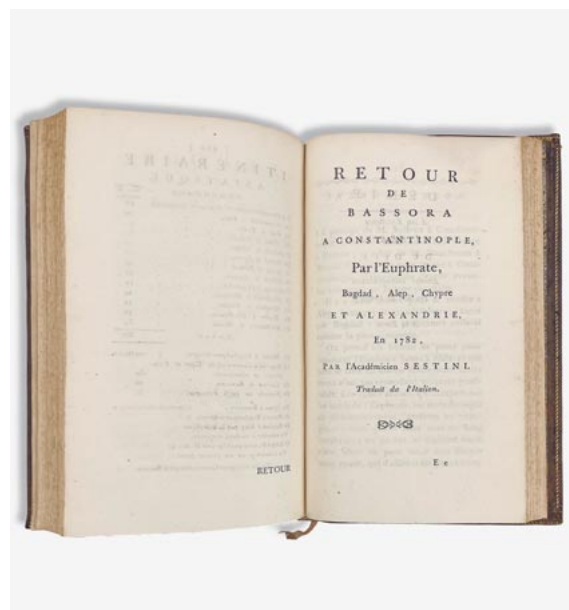 RETOUR
RETOUR
DE
BASSORA
A CONSTANTINOPLE,
Par l'Euphrate,
Bagdad, Alep, Chypre
ET ALEXANDRIE,
En 1782,
PAR l'Académicien SESTINI.
Traduit de l'Italien.
E e